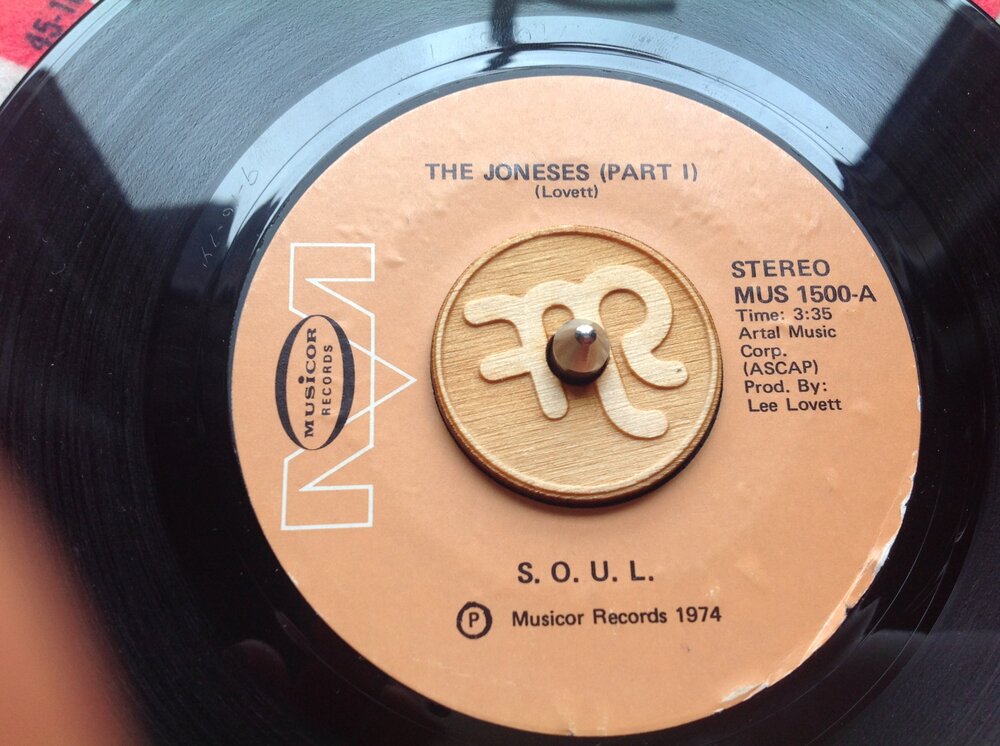 45-
THE JONESES (PART I)
(Lovett)
STEREO
MUS 1500-A
Time: 3:35
Artal Music
Corp.
(ASCAP)
Prod. By:
Lee Lovett
MUSICOR
RECORDS
S. O. U. L.
Ⓟ Musicor Records 1974